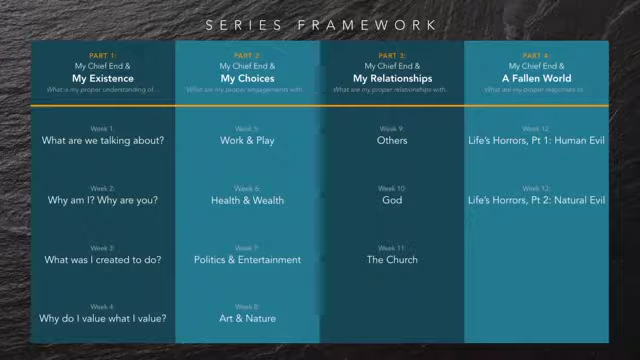 SERIES FRAMEWORK
PART 1:
My Chief End &
My Existence
What is my proper understanding of...
Week 1:
What are we talking about?
Week 2:
Why am I? Why are you?
Week 3:
What was I created to do?
Week 4:
Why do I value what I value?
PART 2:
My Chief End &
My Choices
What are my proper engagements with...
Week 5:
Work & Play
Week 6:
Health & Wealth
Week 7:
Politics & Entertainment
Week 8:
Art & Nature
PART 3:
My Chief End &
My Relationships
What are my proper relationships with...
Week 9:
Others
Week 10:
God
Week 11:
The Church
PART 4:
My Chief End &
A Fallen World
What are my proper responses to...
Week 12:
Life's Horrors, Pt 1: Human Evil
Week 13:
Life's Horrors, Pt 2: Natural Evil